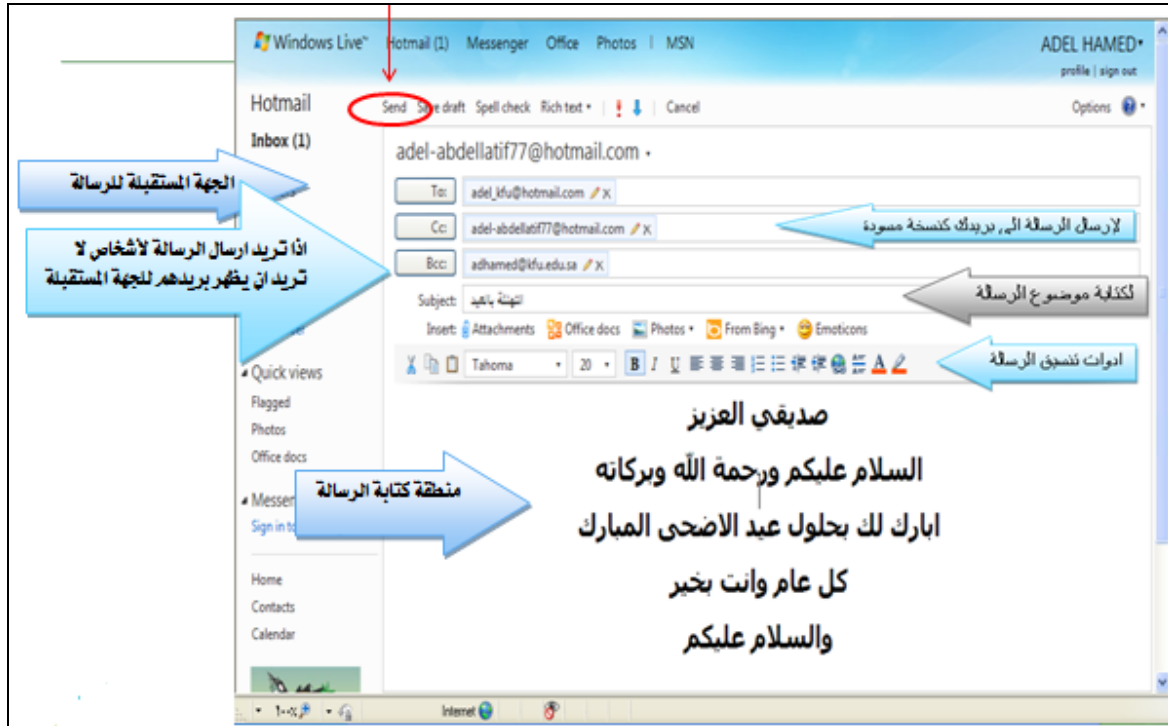 Windows Live™ Hotmail (1) Messenger Office Photos | MSN ADEL HAMED
profile | sign out
Hotmail Send Save draft Spell check Rich text | Cancel Options
Inbox (1)
adel-abdellatif77@hotmail.com
الجهة المستقبلة للرسالة
To: adel_kfu@hotmail.com X
Cc: adel-abdellatif77@hotmail.com X
لإرسال الرسالة الى بريدك كنسخة مسودة
اذا تريد ارسال الرسالة لأشخاص لا
تريد ان يظهر بريدهم للجهة المستقبلة
Bcc: adhamed@kfu.edu.sa X
Subject: التهنئة بالعيد
لكتابة موضوع الرسالة
Insert: Attachments Office docs Photos From Bing Emoticons
Tahoma 20 B I U A
ادوات تنسيق الرسالة
Quick views
Flagged
Photos
Office docs
Messen
Sign in to
منطقة كتابة الرسالة
صديقي العزيز
السلام عليكم ورحمة الله وبركاته
ابارك لك بحلول عيد الاضحى المبارك
كل عام وانت بخير
والسلام عليكم
Home
Contacts
Calendar
Internet